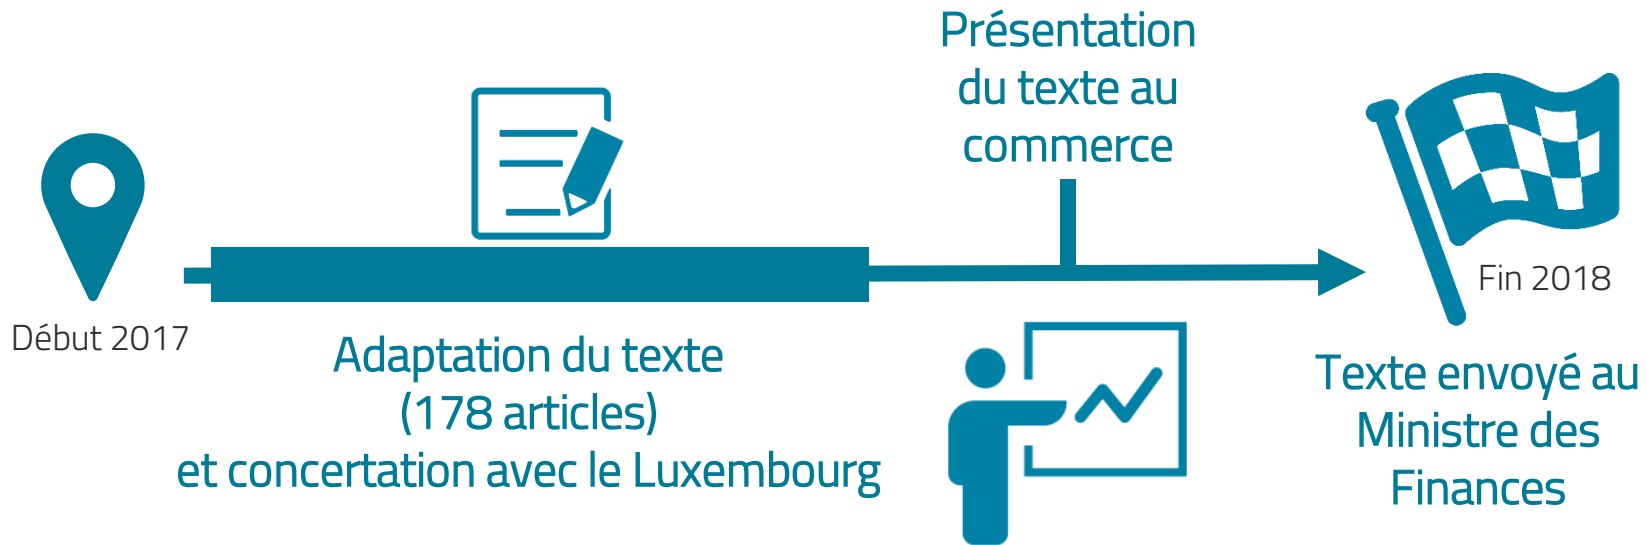 Début 2017
Adaptation du texte
(178 articles)
et concertation avec le Luxembourg
Présentation
du texte au
commerce
Fin 2018
Texte envoyé au
Ministre des
Finances